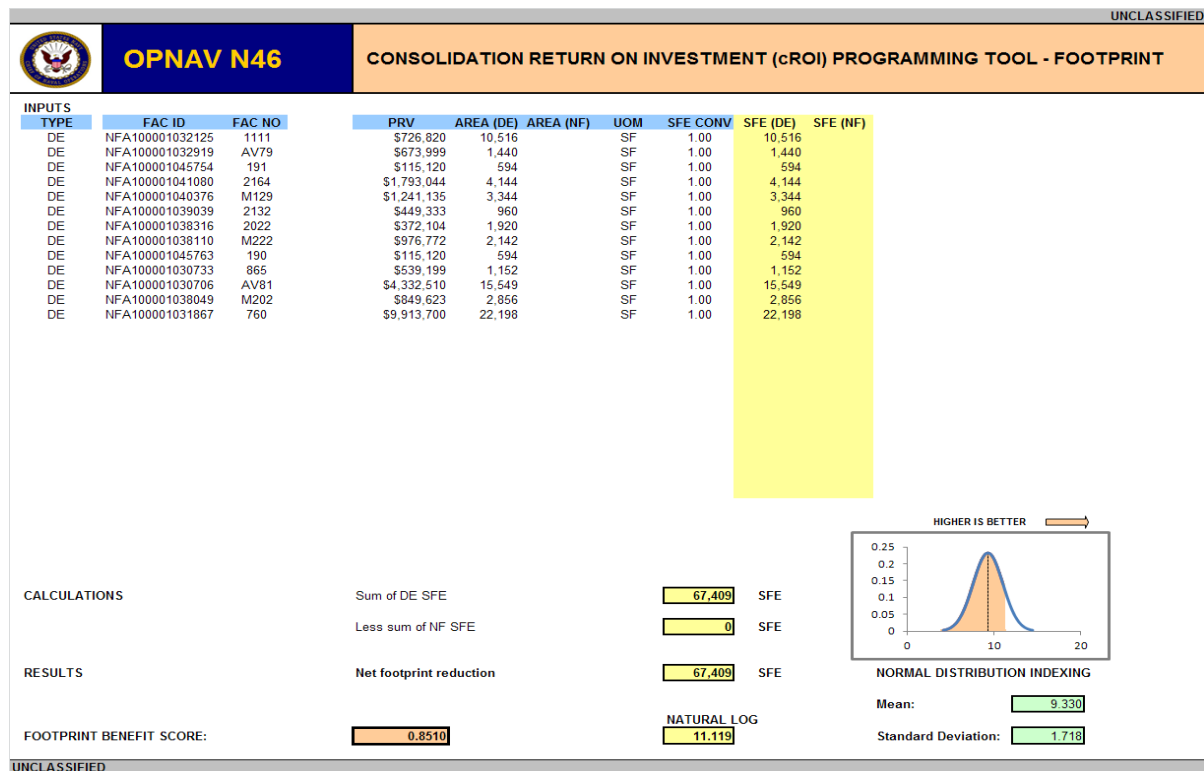 UNCLASSIFIED
OPNAV N46
CONSOLIDATION RETURN ON INVESTMENT (cROI) PROGRAMMING TOOL - FOOTPRINT
INPUTS
TYPE FAC ID FAC NO PRV AREA (DE) AREA (NF) UOM SFE CONV SFE (DE) SFE (NF)
DE NFA100001032125 1111 $726,820 10,516 SF 1.00 10,516
DE NFA100001032919 AV79 $673,999 1,440 SF 1.00 1,440
DE NFA100001045754 191 $115,120 594 SF 1.00 594
DE NFA100001041080 2164 $1,793,044 4,144 SF 1.00 4,144
DE NFA100001040376 M129 $1,241,135 3,344 SF 1.00 3,344
DE NFA100001039039 2132 $449,333 960 SF 1.00 960
DE NFA100001038316 2022 $372,104 1,920 SF 1.00 1,920
DE NFA100001038110 M222 $976,772 2,142 SF 1.00 2,142
DE NFA100001045763 190 $115,120 594 SF 1.00 594
DE NFA100001030733 865 $539,199 1,152 SF 1.00 1,152
DE NFA100001030706 AV81 $4,332,510 15,549 SF 1.00 15,549
DE NFA100001038049 M202 $849,623 2,856 SF 1.00 2,856
DE NFA100001031867 760 $9,913,700 22,198 SF 1.00 22,198
HIGHER IS BETTER
0.25
0.2
0.15
0.1
0.05
0
0 10 20
CALCULATIONS Sum of DE SFE 67,409 SFE
Less sum of NF SFE 0 SFE
RESULTS Net footprint reduction 67,409 SFE
NORMAL DISTRIBUTION INDEXING
Mean: 9.330
NATURAL LOG
FOOTPRINT BENEFIT SCORE: 0.8510 11.119 Standard Deviation: 1.718
UNCLASSIFIED